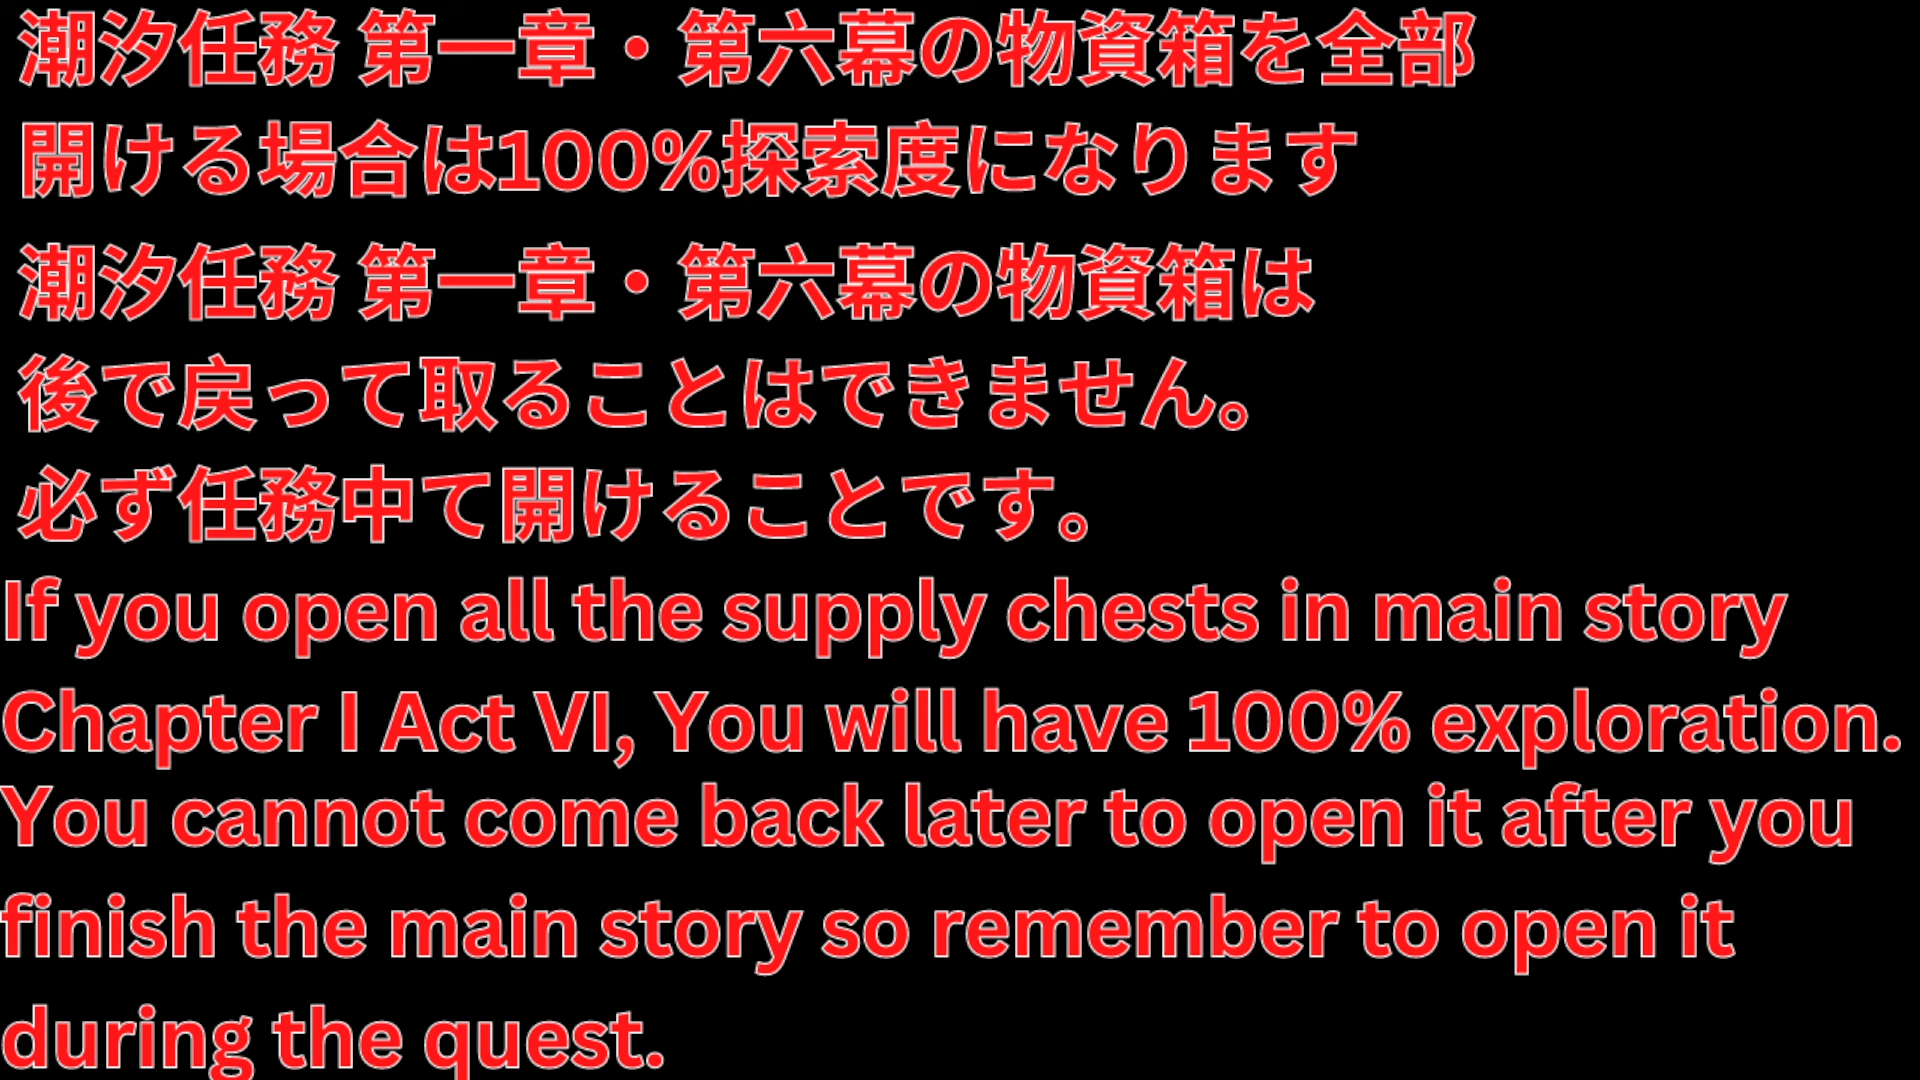 潮汐任務 第一章・第六幕の物資箱を全部
開ける場合は100%探索度になります
潮汐任務 第一章・第六幕の物資箱は
後で戻って取ることはできません。
必ず任務中て開けることです。
If you open all the supply chests in main story
Chapter I Act VI, You will have 100% exploration.
You cannot come back later to open it after you
finish the main story so remember to open it
during the quest.